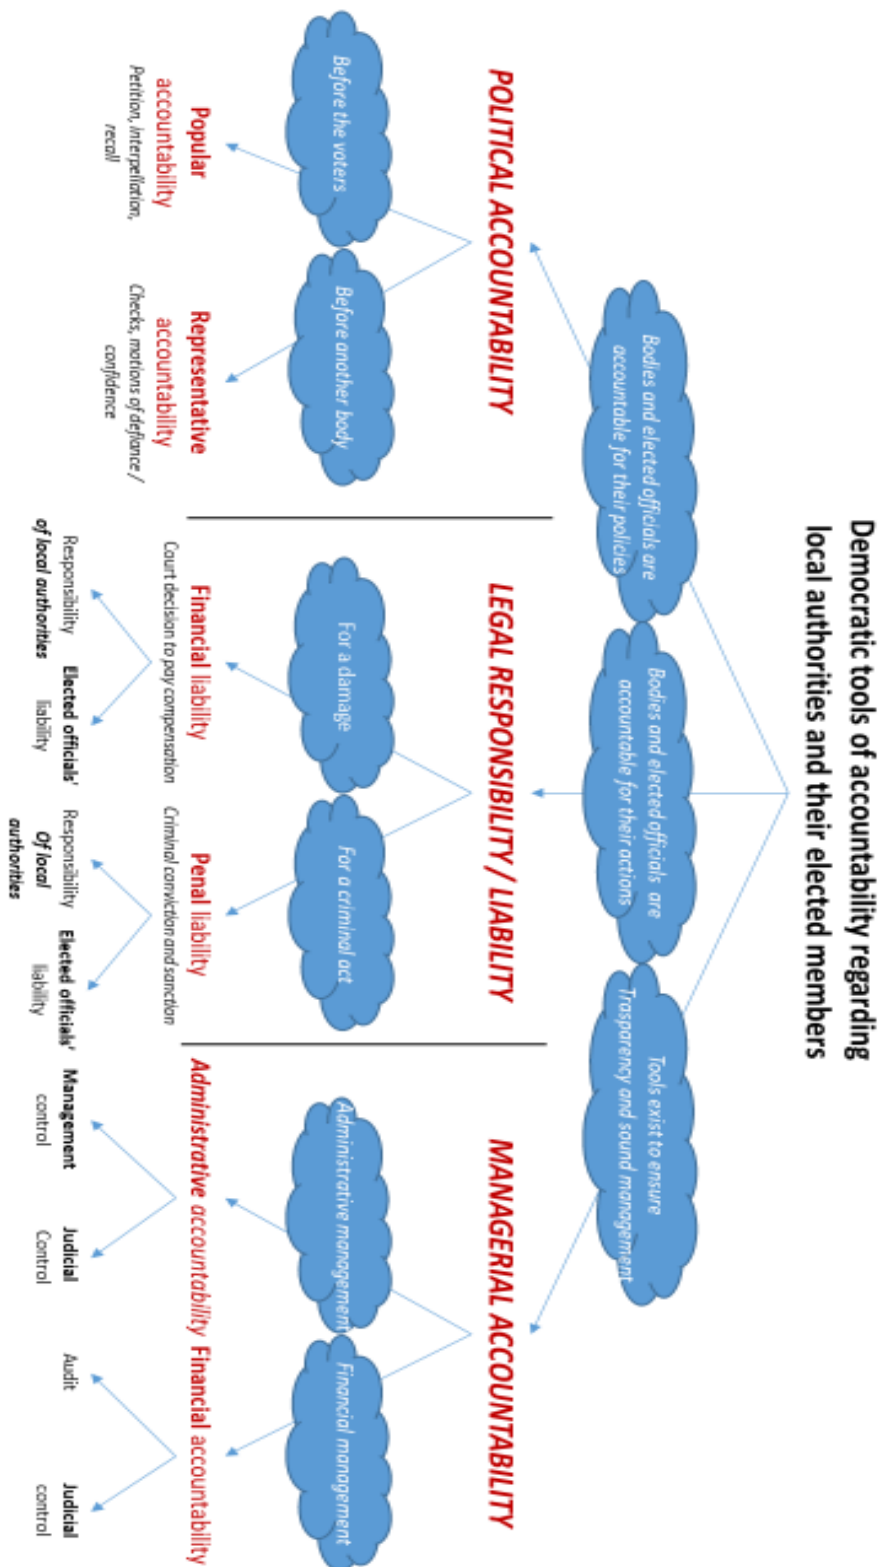 Democratic tools of accountability regarding
local authorities and their elected members
Bodies and elected officials are
accountable for their policies
Bodies and elected officials are
accountable for their actions
Tools exist to ensure
Trasparency and sound management
POLITICAL ACCOUNTABILITY
LEGAL RESPONSIBILITY / LIABILITY
MANAGERIAL ACCOUNTABILITY
Before the voters
Before another body
For a damage
For a criminal act
Administrative management
Financial management
Popular
accountability
Petition, interpellation,
recall
Representative
accountability
Checks, motions of defiance /
confidence
Financial liability
Court decision to pay compensation
Penal liability
Criminal conviction and sanction
Administrative accountability
Financial accountability
Responsibility
of local authorities
Elected officials'
liability
Responsibility
Of local
authorities
Elected officials'
liability
Management
control
Judicial
Control
Audit
Judicial
control